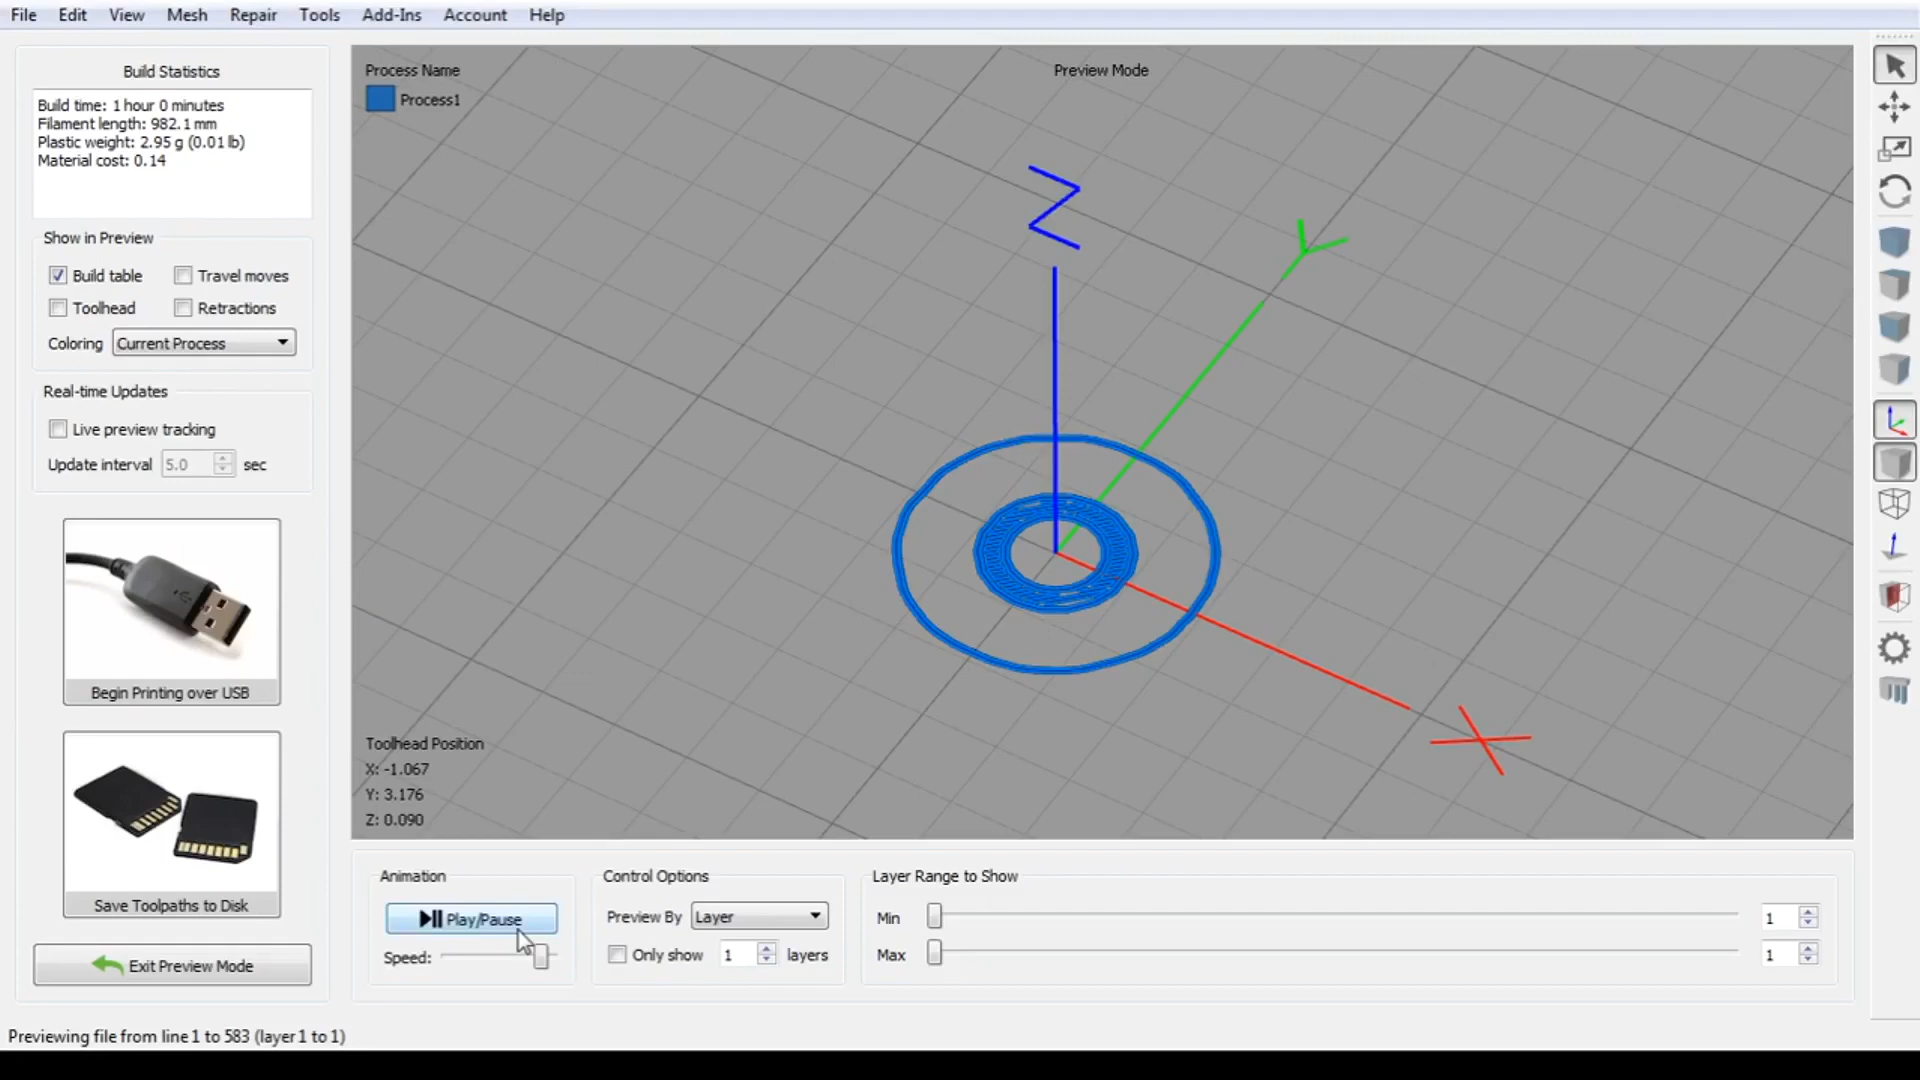 File Edit View Mesh Repair Tools Add-Ins Account Help
Build Statistics
Build time: 1 hour 0 minutes
Filament length: 982.1 mm
Plastic weight: 2.95 g (0.01 lb)
Material cost: 0.14
Show in Preview
Build table Travel moves
Toolhead Retractions
Coloring Current Process
Real-time Updates
Live preview tracking
Update interval 5.0 sec
Begin Printing over USB
Save Toolpaths to Disk
Exit Preview Mode
Process Name
Process1
Preview Mode
Z
Y
X
Toolhead Position
X: -1.067
Y: 3.176
Z: 0.090
Animation
Play/Pause
Speed:
Control Options
Preview By Layer
Only show 1 layers
Layer Range to Show
Min 1
Max 1
Previewing file from line 1 to 583 (layer 1 to 1)